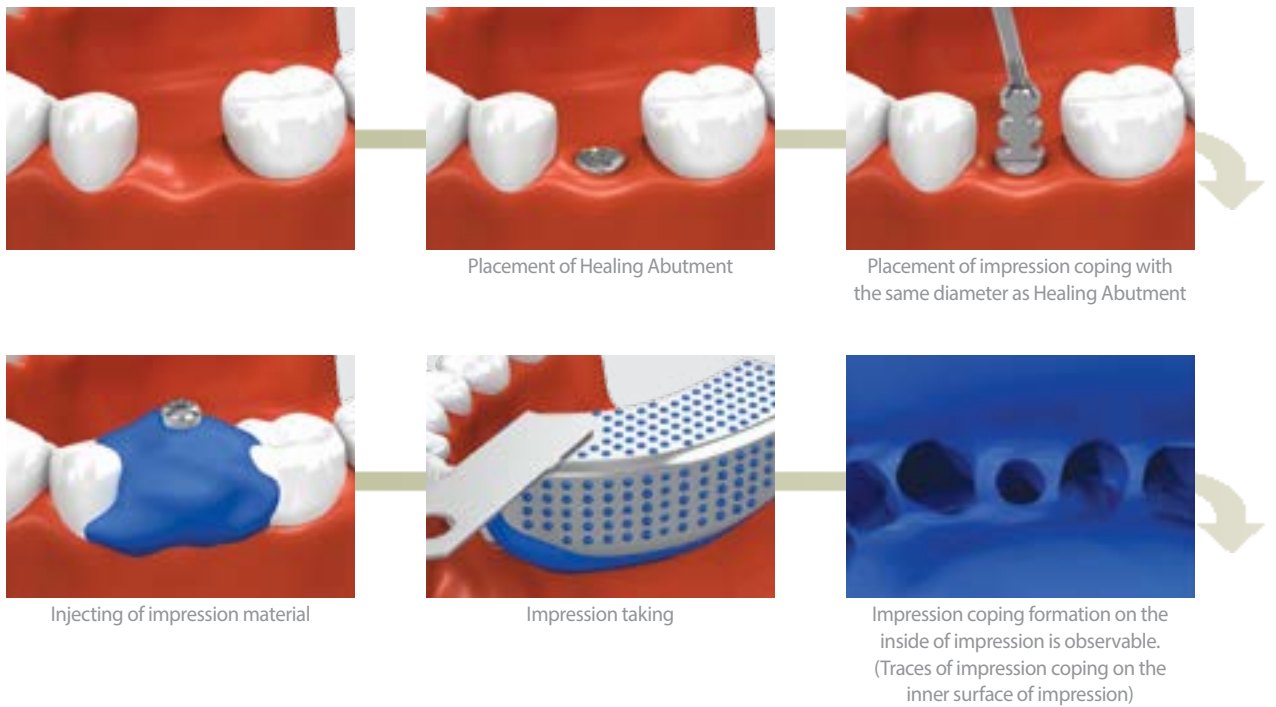 Placement of Healing Abutment
Placement of impression coping with
the same diameter as Healing Abutment
Injecting of impression material
Impression taking
Impression coping formation on the
inside of impression is observable.
(Traces of impression coping on the
inner surface of impression)